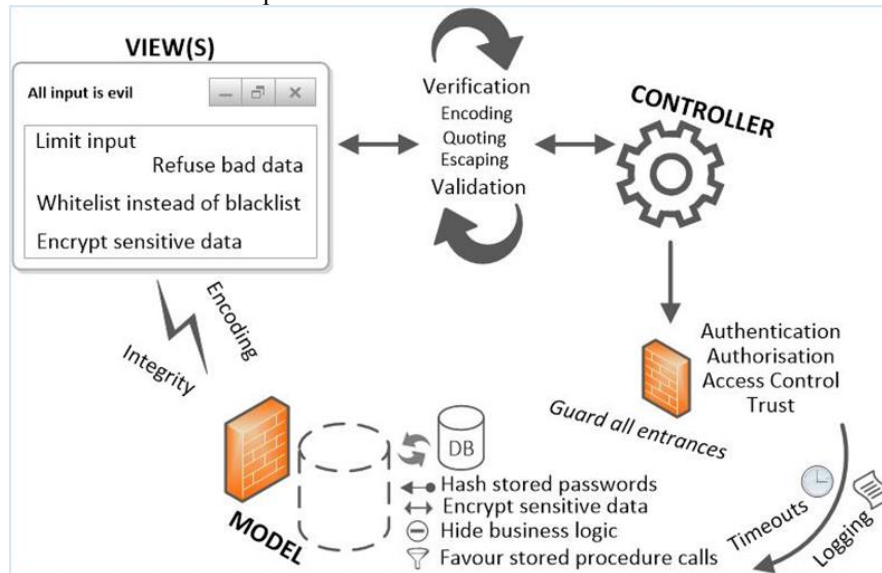 VIEW(S)
All input is evil
Limit input
Refuse bad data
Whitelist instead of blacklist
Encrypt sensitive data
Verification
Encoding
Quoting
Escaping
Validation
CONTROLLER
Authentication
Authorisation
Access Control
Trust
Guard all entrances
Timeouts
Logging
Encoding
Integrity
MODEL
DB
Hash stored passwords
Encrypt sensitive data
Hide business logic
Favour stored procedure calls